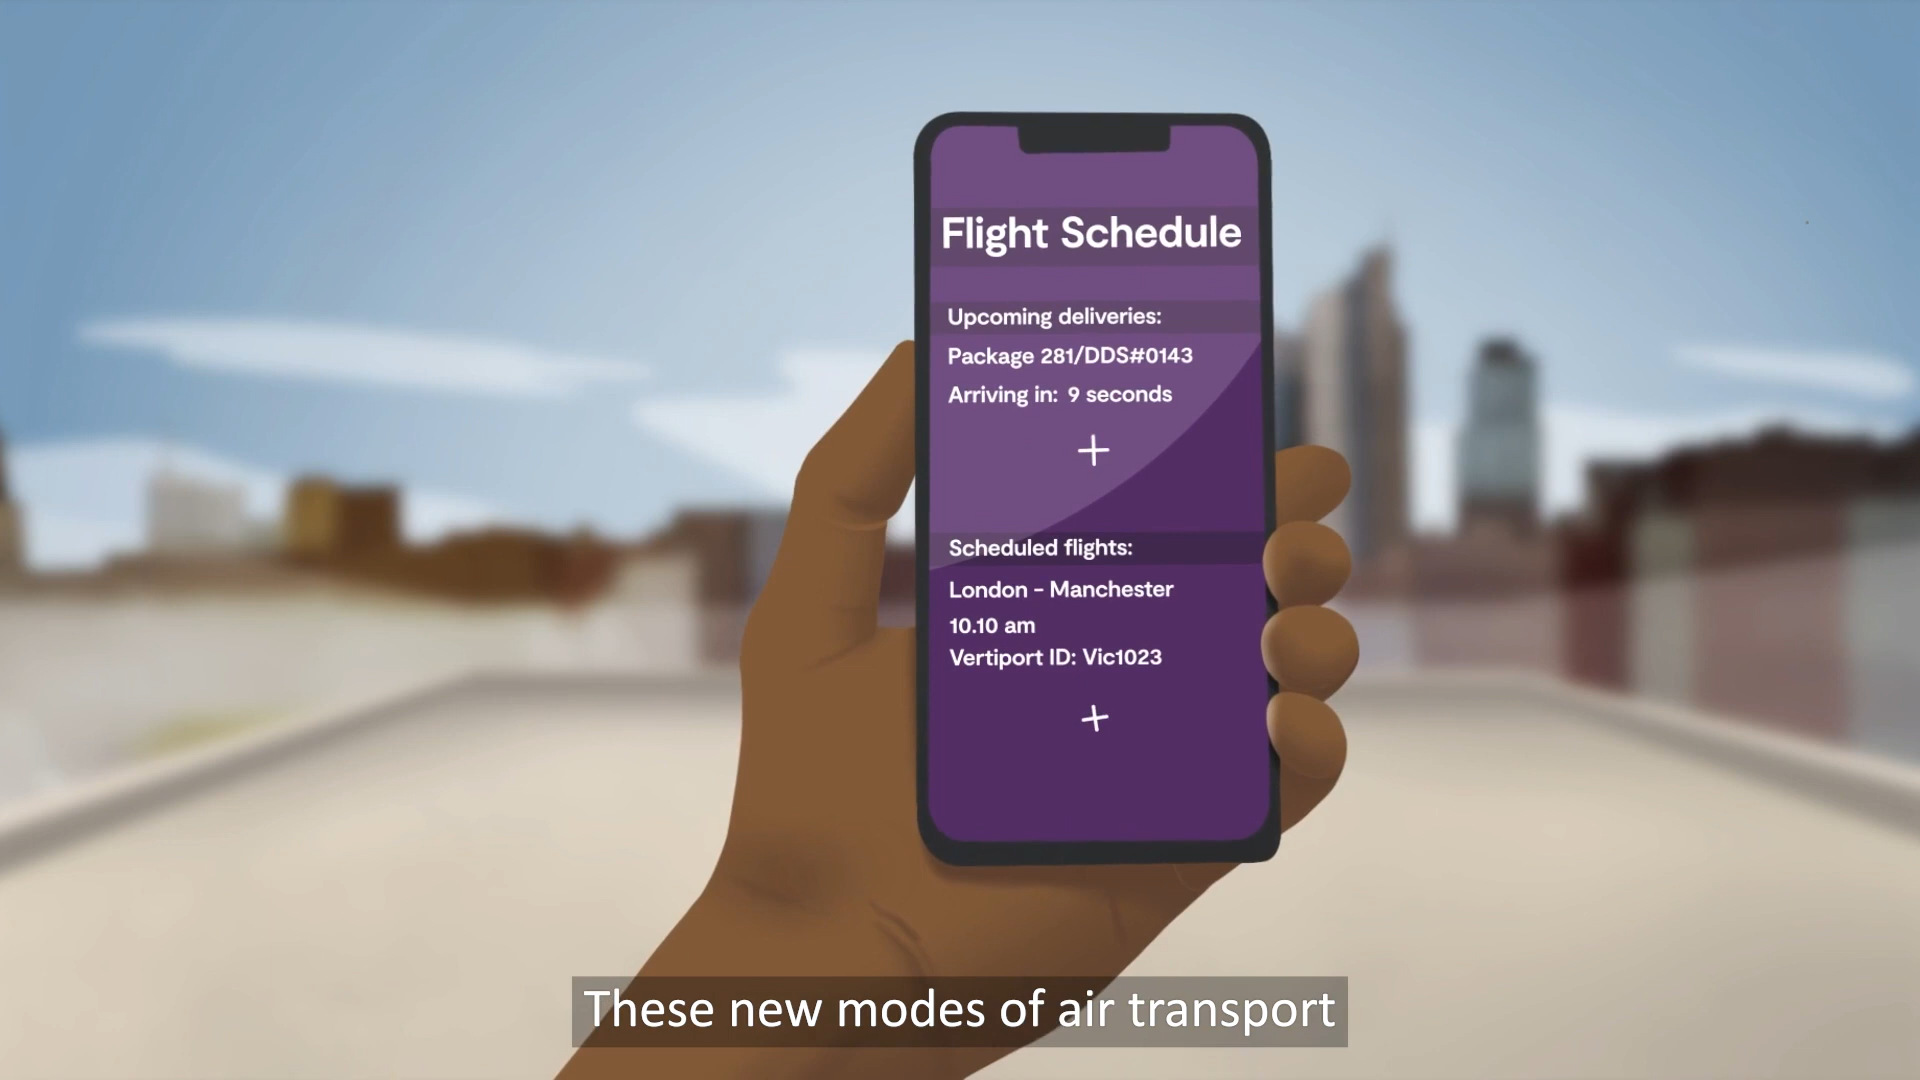 Flight Schedule
Upcoming deliveries:
Package 281/DDS#0143
Arriving in: 9 seconds
+
Scheduled flights:
London - Manchester
10.10 am
Vertiport ID: Vic1023
+
These new modes of air transport